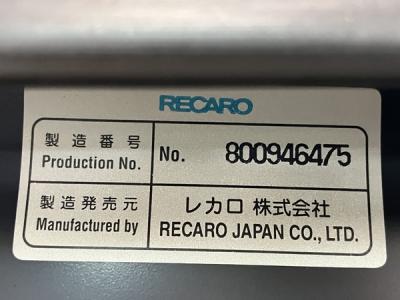 RECARO
製造番号
Production No.
No. 800946475
製造発売元
Manufactured by
レカロ 株式会社
RECARO JAPAN CO., LTD.